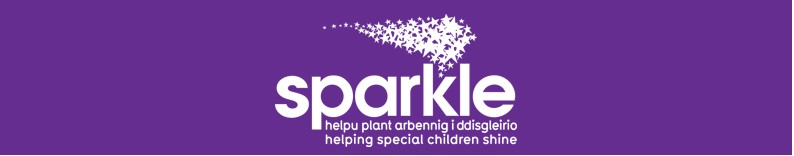 sparkle
helpu plant arbennig i ddisgleirio
helping special children shine